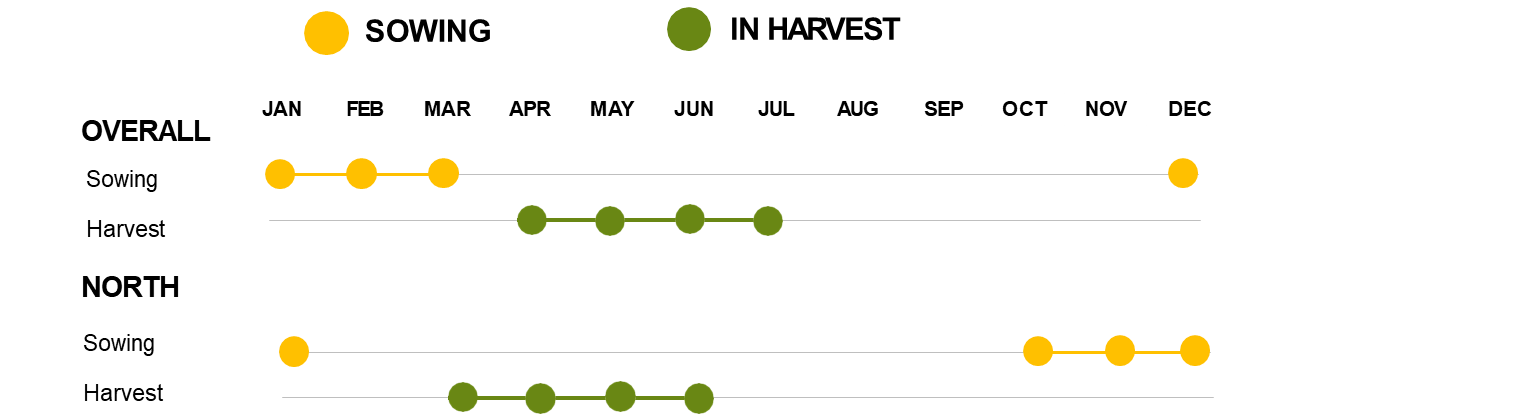 SOWING IN HARVEST
JAN FEB MAR APR MAY JUN JUL AUG SEP OCT NOV DEC
OVERALL
Sowing
Harvest
NORTH
Sowing
Harvest